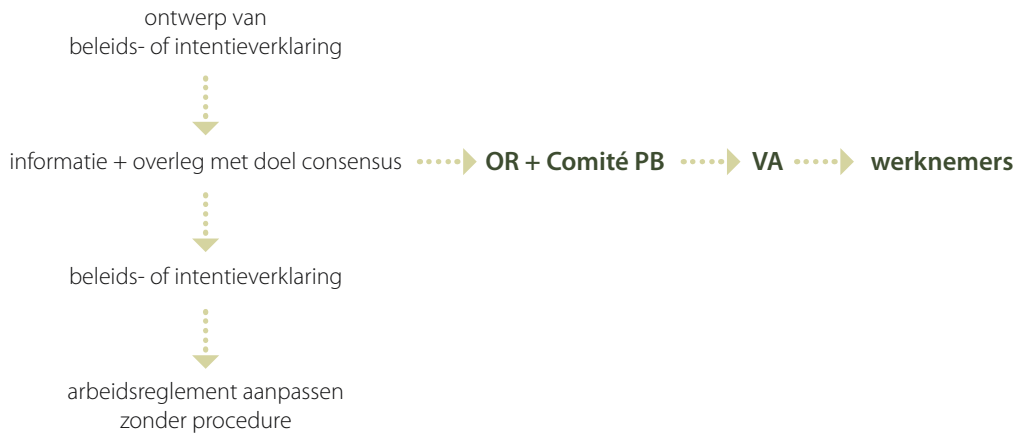 ontwerp van
beleids- of intentieverklaring
informatie + overleg met doel consensus OR + Comité PB VA werknemers
beleids- of intentieverklaring
arbeidsreglement aanpassen
zonder procedure